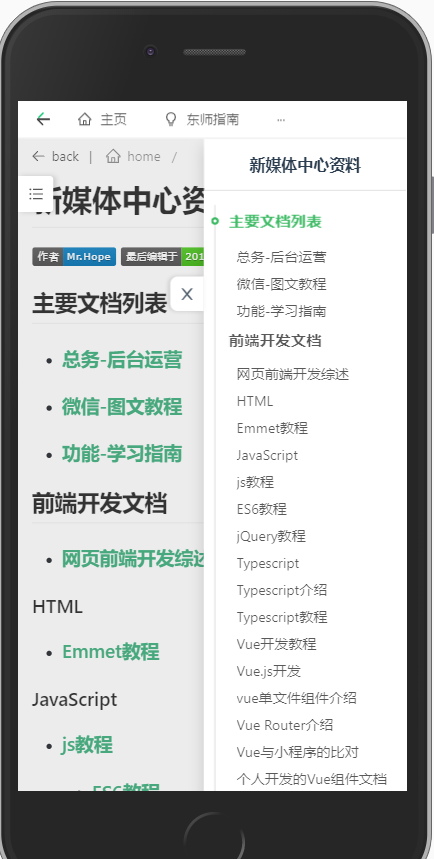 主页
东师指南
...
back | home /
新媒体中心资
作者 Mr.Hope 最后编辑于 201
主要文档列表
总务-后台运营
微信-图文教程
功能-学习指南
前端开发文档
网页前端开发综述
HTML
Emmet教程
JavaScript
js教程
ES6教程
新媒体中心资料
X
主要文档列表
总务-后台运营
微信-图文教程
功能-学习指南
前端开发文档
网页前端开发综述
HTML
Emmet教程
JavaScript
js教程
ES6教程
jQuery教程
Typescript
Typescript介绍
Typescript教程
Vue开发教程
Vue.js开发
vue单文件组件介绍
Vue Router介绍
Vue与小程序的比对
个人开发的Vue组件文档